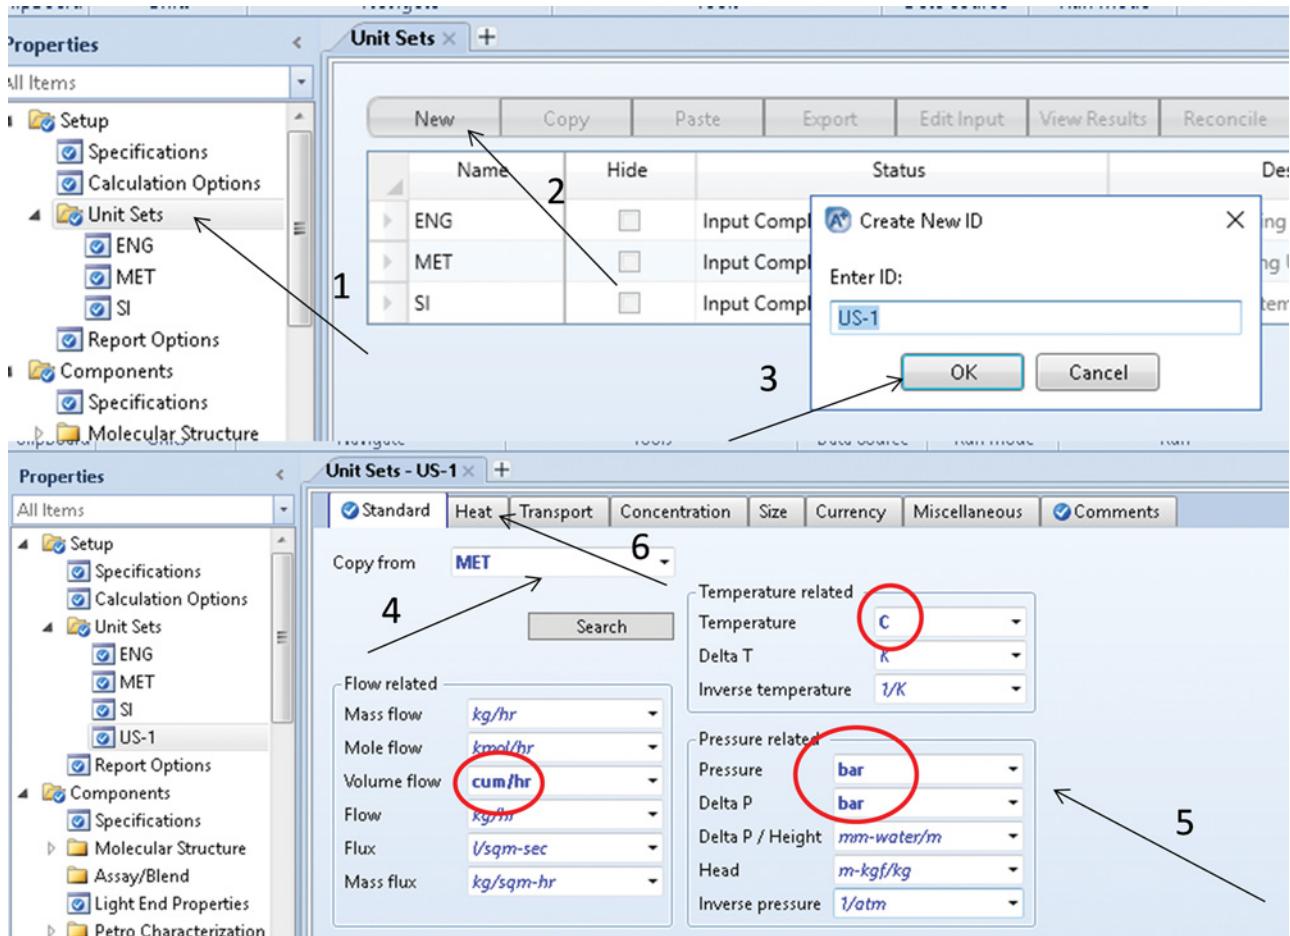 Properties
Unit Sets
All Items
Setup
Specifications
Calculation Options
Unit Sets
ENG
MET
SI
Report Options
Components
Specifications
Molecular Structure
1
New Copy Paste Export Edit Input View Results Reconcile
Name Hide Status Des
ENG Input Compl ing
MET Input Compl ng U
SI Input Compl tem
2
Create New ID
Enter ID:
US-1
OK Cancel
3
Properties
Unit Sets - US-1
All Items
Setup
Specifications
Calculation Options
Unit Sets
ENG
MET
SI
US-1
Report Options
Components
Specifications
Molecular Structure
Assay/Blend
Light End Properties
Petro Characterization
Standard Heat Transport Concentration Size Currency Miscellaneous Comments
Copy from MET
6
4
Search
Flow related
Mass flow kg/hr
Mole flow kmol/hr
Volume flow cum/hr
Flow kg/hr
Flux l/sqm-sec
Mass flux kg/sqm-hr
Temperature related
Temperature C
Delta T K
Inverse temperature 1/K
Pressure related
Pressure bar
Delta P bar
Delta P / Height mm-water/m
Head m-kgf/kg
Inverse pressure 1/atm
5